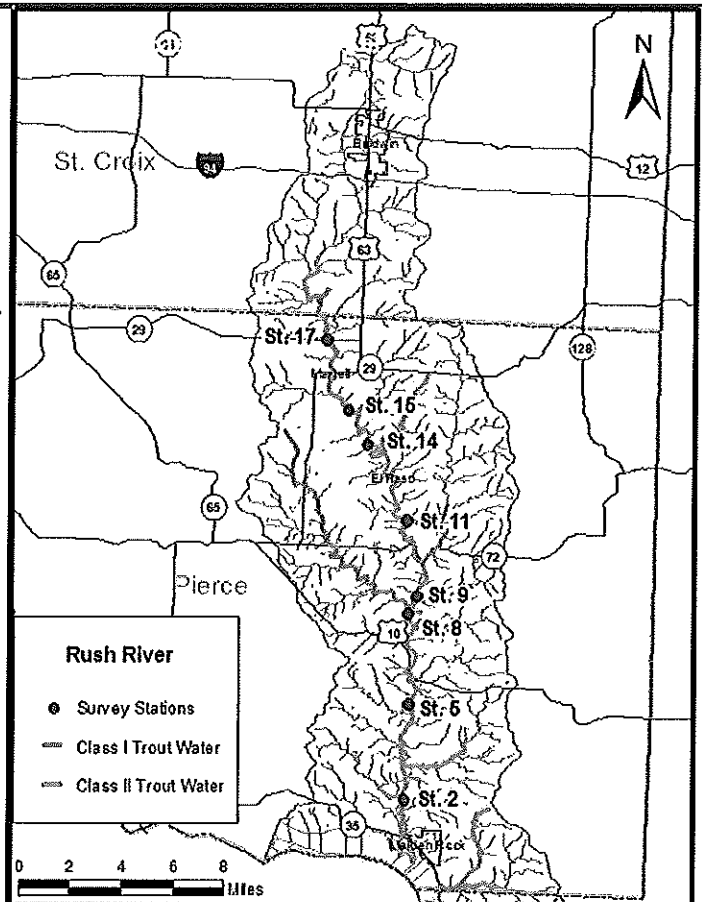 N
St. Croix
94
12
63
65
29
St. 17
29
128
St. 15
St. 14
65
St. 11
72
Pierce
St. 9
St. 8
10
St. 5
St. 2
35
Rush River
Survey Stations
Class I Trout Water
Class II Trout Water
0 2 4 6 8
Miles